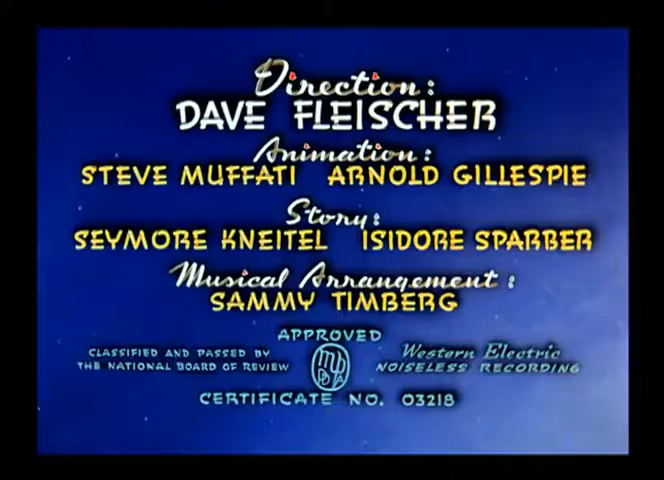 Direction:
DAVE FLEISCHER
Animation:
STEVE MUFFATI ARNOLD GILLESPIE
Story:
SEYMORE KNEITEL ISIDORE SPARBER
Musical Arrangement:
SAMMY TIMBERG
APPROVED
CLASSIFIED AND PASSED BY
THE NATIONAL BOARD OF REVIEW
MPPDA
Western Electric
NOISELESS RECORDING
CERTIFICATE NO. 03218